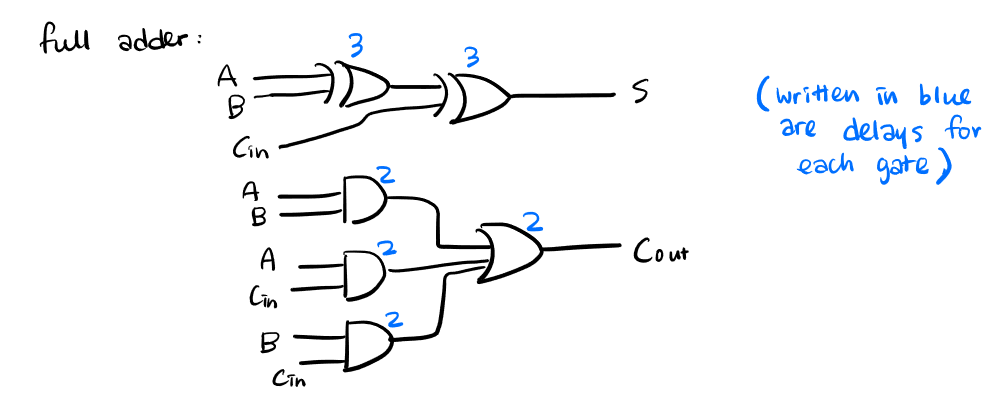 full adder:
3
3
A
B
Cin
S
(written in blue
are delays for
each gate)
2
A
B
2
A
Cin
2
Cout
2
B
Cin